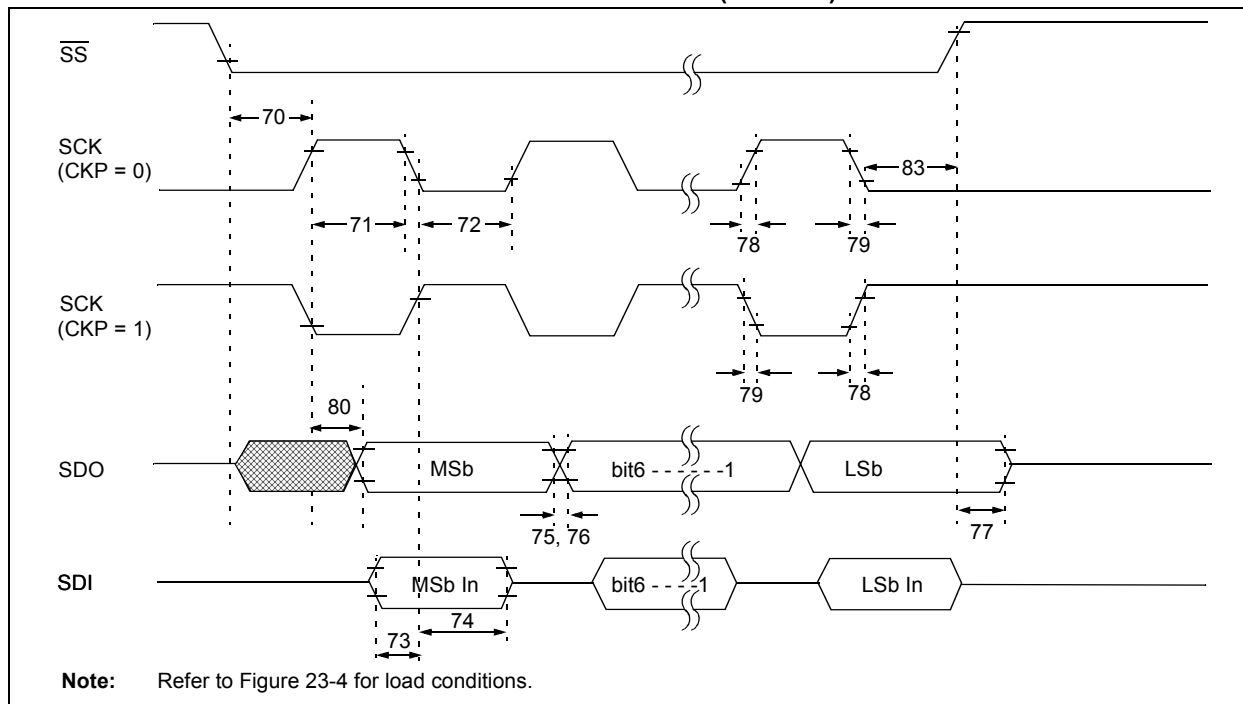 SS
70
SCK
(CKP = 0)
83
71
72
78
79
SCK
(CKP = 1)
79
78
80
SDO
MSb
bit6 - - - - - -1
LSb
75, 76
77
SDI
MSb In
bit6 - - - -1
LSb In
74
73
Note: Refer to Figure 23-4 for load conditions.